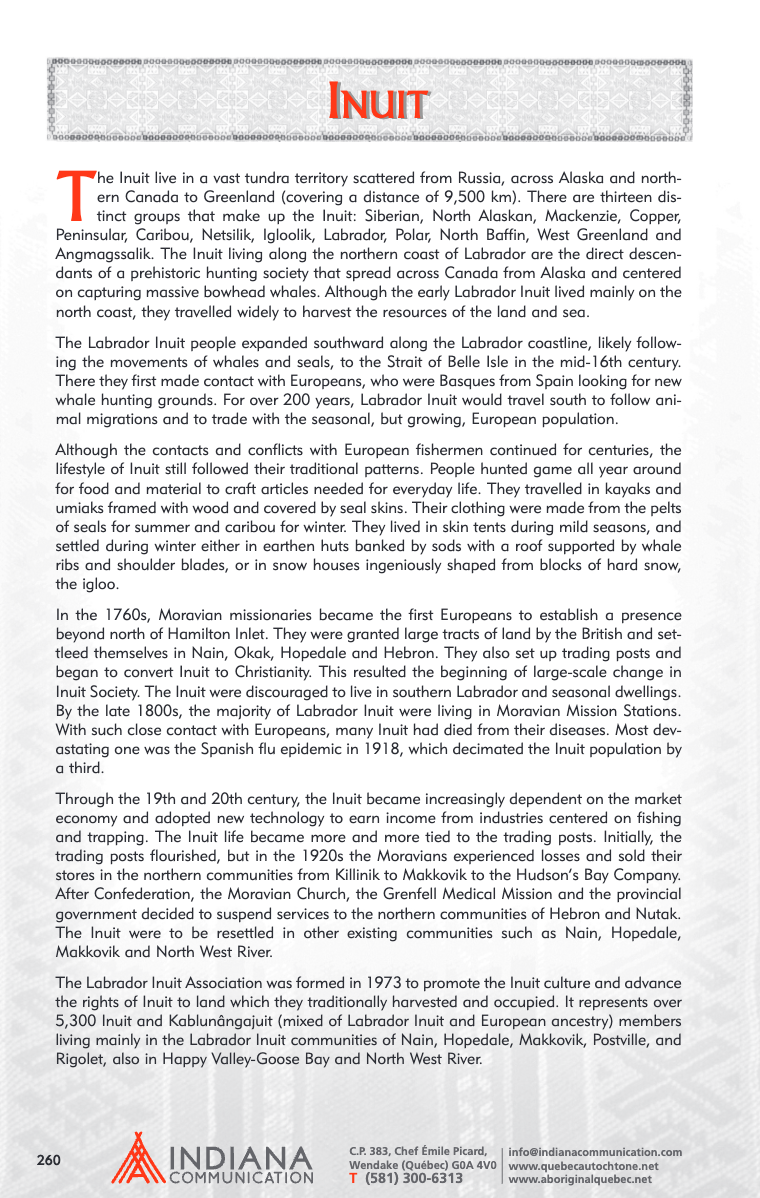 INUIT
The Inuit live in a vast tundra territory scattered from Russia, across Alaska and north-
ern Canada to Greenland (covering a distance of 9,500 km). There are thirteen dis-
tinct groups that make up the Inuit: Siberian, North Alaskan, Mackenzie, Copper,
Peninsular, Caribou, Netsilik, Igloolik, Labrador, Polar, North Baffin, West Greenland and
Angmagssalik. The Inuit living along the northern coast of Labrador are the direct descen-
dants of a prehistoric hunting society that spread across Canada from Alaska and centered
on capturing massive bowhead whales. Although the early Labrador Inuit lived mainly on the
north coast, they travelled widely to harvest the resources of the land and sea.
The Labrador Inuit people expanded southward along the Labrador coastline, likely follow-
ing the movements of whales and seals, to the Strait of Belle Isle in the mid-16th century.
There they first made contact with Europeans, who were Basques from Spain looking for new
whale hunting grounds. For over 200 years, Labrador Inuit would travel south to follow ani-
mal migrations and to trade with the seasonal, but growing, European population.
Although the contacts and conflicts with European fishermen continued for centuries, the
lifestyle of Inuit still followed their traditional patterns. People hunted game all year around
for food and material to craft articles needed for everyday life. They travelled in kayaks and
umiaks framed with wood and covered by seal skins. Their clothing were made from the pelts
of seals for summer and caribou for winter. They lived in skin tents during mild seasons, and
settled during winter either in earthen huts banked by sods with a roof supported by whale
ribs and shoulder blades, or in snow houses ingeniously shaped from blocks of hard snow,
the igloo.
In the 1760s, Moravian missionaries became the first Europeans to establish a presence
beyond north of Hamilton Inlet. They were granted large tracts of land by the British and set-
tleed themselves in Nain, Okak, Hopedale and Hebron. They also set up trading posts and
began to convert Inuit to Christianity. This resulted the beginning of large-scale change in
Inuit Society. The Inuit were discouraged to live in southern Labrador and seasonal dwellings.
By the late 1800s, the majority of Labrador Inuit were living in Moravian Mission Stations.
With such close contact with Europeans, many Inuit had died from their diseases. Most dev-
astating one was the Spanish flu epidemic in 1918, which decimated the Inuit population by
a third.
Through the 19th and 20th century, the Inuit became increasingly dependent on the market
economy and adopted new technology to earn income from industries centered on fishing
and trapping. The Inuit life became more and more tied to the trading posts. Initially, the
trading posts flourished, but in the 1920s the Moravians experienced losses and sold their
stores in the northern communities from Killinik to Makkovik to the Hudson's Bay Company.
After Confederation, the Moravian Church, the Grenfell Medical Mission and the provincial
government decided to suspend services to the northern communities of Hebron and Nutak.
The Inuit were to be resettled in other existing communities such as Nain, Hopedale,
Makkovik and North West River.
The Labrador Inuit Association was formed in 1973 to promote the Inuit culture and advance
the rights of Inuit to land which they traditionally harvested and occupied. It represents over
5,300 Inuit and Kablunângajuit (mixed of Labrador Inuit and European ancestry) members
living mainly in the Labrador Inuit communities of Nain, Hopedale, Makkovik, Postville, and
Rigolet, also in Happy Valley-Goose Bay and North West River.
260
INDIANA
COMMUNICATION
C.P. 383, Chef Émile Picard,
Wendake (Québec) G0A 4V0
T (581) 300-6313
info@indianacommunication.com
www.quebecautochtone.net
www.aboriginalquebec.net